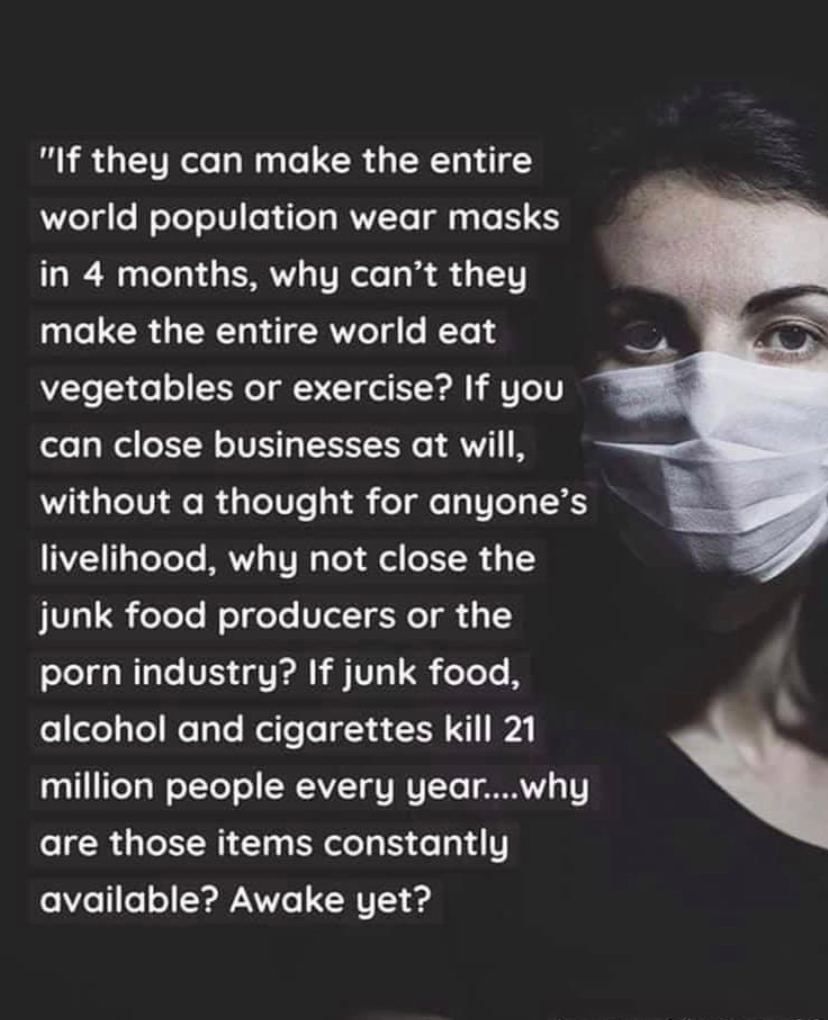 "If they can make the entire
world population wear masks
in 4 months, why can't they
make the entire world eat
vegetables or exercise? If you
can close businesses at will,
without a thought for anyone's
livelihood, why not close the
junk food producers or the
porn industry? If junk food,
alcohol and cigarettes kill 21
million people every year....why
are those items constantly
available? Awake yet?